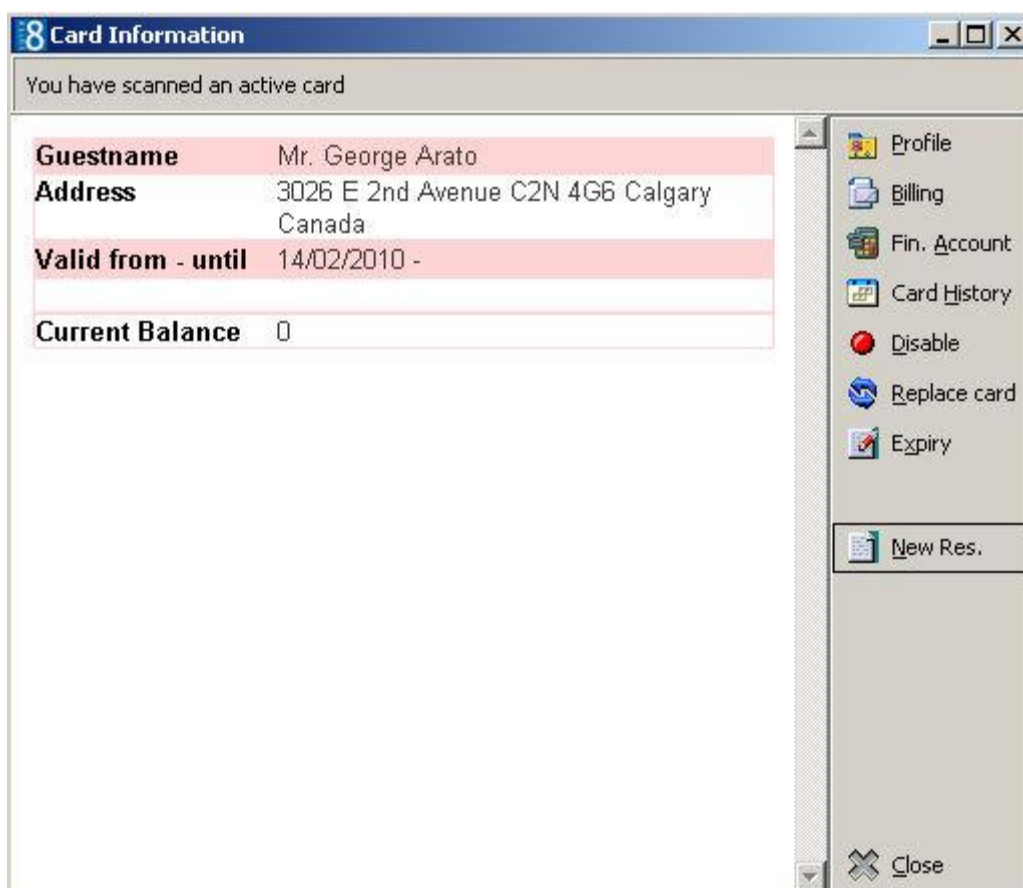 8 Card Information
You have scanned an active card
Guestname Mr. George Arato
Address 3026 E 2nd Avenue C2N 4G6 Calgary
Canada
Valid from - until 14/02/2010 -
Current Balance 0
Profile
Billing
Fin. Account
Card History
Disable
Replace card
Expiry
New Res.
Close